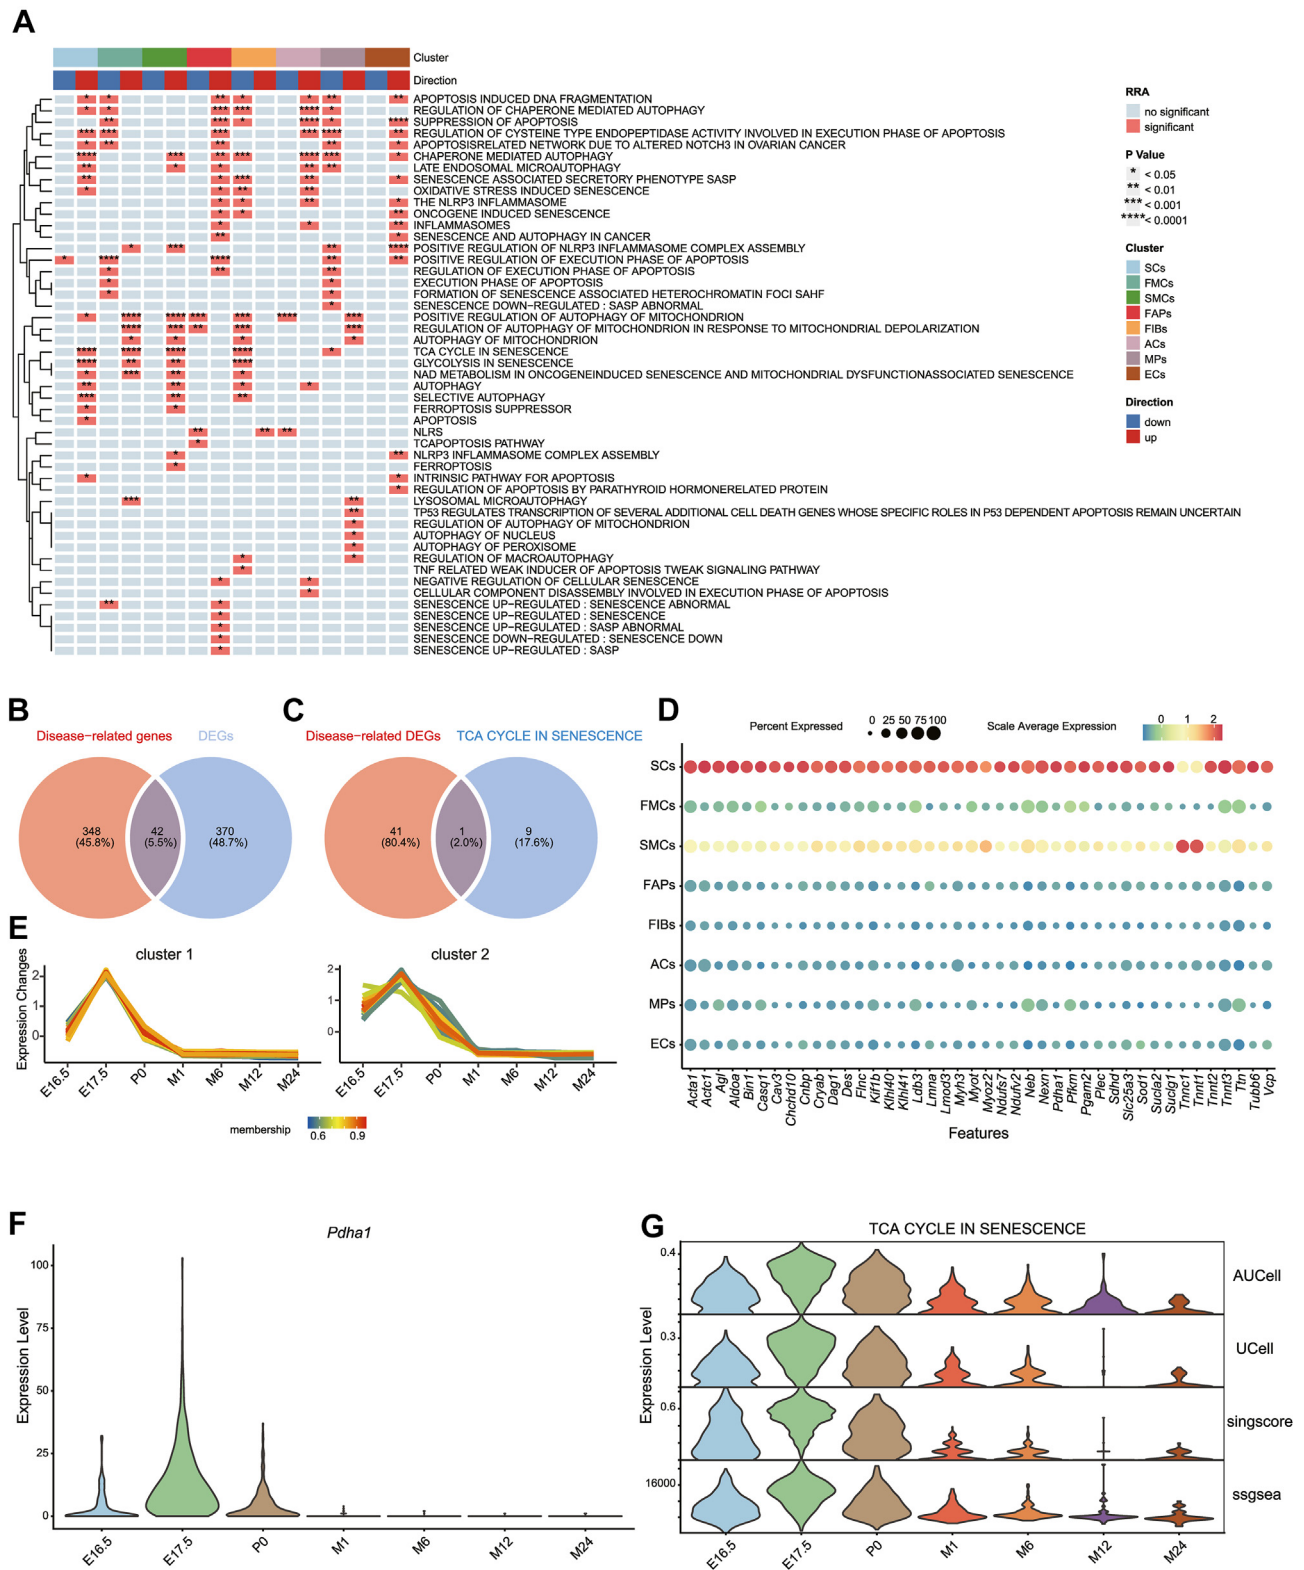 A
Cluster
Direction
APOPTOSIS INDUCED DNA FRAGMENTATION
REGULATION OF CHAPERONE MEDIATED AUTOPHAGY
SUPPRESSION OF APOPTOSIS
REGULATION OF CYSTEINE TYPE ENDOPEPTIDASE ACTIVITY INVOLVED IN EXECUTION PHASE OF APOPTOSIS
APOPTOSISRELATED NETWORK DUE TO ALTERED NOTCH3 IN OVARIAN CANCER
CHAPERONE MEDIATED AUTOPHAGY
LATE ENDOSOMAL MICROAUTOPHAGY
SENESCENCE ASSOCIATED SECRETORY PHENOTYPE SASP
OXIDATIVE STRESS INDUCED SENESCENCE
THE NLRP3 INFLAMMASOME
ONCOGENE INDUCED SENESCENCE
INFLAMMASOMES
SENESCENCE AND AUTOPHAGY IN CANCER
POSITIVE REGULATION OF NLRP3 INFLAMMASOME COMPLEX ASSEMBLY
POSITIVE REGULATION OF EXECUTION PHASE OF APOPTOSIS
REGULATION OF EXECUTION PHASE OF APOPTOSIS
EXECUTION PHASE OF APOPTOSIS
FORMATION OF SENESCENCE ASSOCIATED HETEROCHROMATIN FOCI SAHF
SENESCENCE DOWN−REGULATED : SASP ABNORMAL
POSITIVE REGULATION OF AUTOPHAGY OF MITOCHONDRION
REGULATION OF AUTOPHAGY OF MITOCHONDRION IN RESPONSE TO MITOCHONDRIAL DEPOLARIZATION
AUTOPHAGY OF MITOCHONDRION
TCA CYCLE IN SENESCENCE
GLYCOLYSIS IN SENESCENCE
NAD METABOLISM IN ONCOGENEINDUCED SENESCENCE AND MITOCHONDRIAL DYSFUNCTIONASSOCIATED SENESCENCE
AUTOPHAGY
SELECTIVE AUTOPHAGY
FERROPTOSIS SUPPRESSOR
APOPTOSIS
NLRS
TCAPOPTOSIS PATHWAY
NLRP3 INFLAMMASOME COMPLEX ASSEMBLY
FERROPTOSIS
INTRINSIC PATHWAY FOR APOPTOSIS
REGULATION OF APOPTOSIS BY PARATHYROID HORMONERELATED PROTEIN
LYSOSOMAL MICROAUTOPHAGY
TP53 REGULATES TRANSCRIPTION OF SEVERAL ADDITIONAL CELL DEATH GENES WHOSE SPECIFIC ROLES IN P53 DEPENDENT APOPTOSIS REMAIN UNCERTAIN
REGULATION OF AUTOPHAGY OF MITOCHONDRION
AUTOPHAGY OF NUCLEUS
AUTOPHAGY OF PEROXISOME
REGULATION OF MACROAUTOPHAGY
TNF RELATED WEAK INDUCER OF APOPTOSIS TWEAK SIGNALING PATHWAY
NEGATIVE REGULATION OF CELLULAR SENESCENCE
CELLULAR COMPONENT DISASSEMBLY INVOLVED IN EXECUTION PHASE OF APOPTOSIS
SENESCENCE UP−REGULATED : SENESCENCE ABNORMAL
SENESCENCE UP−REGULATED : SENESCENCE
SENESCENCE UP−REGULATED : SASP ABNORMAL
SENESCENCE DOWN−REGULATED : SENESCENCE DOWN
SENESCENCE UP−REGULATED : SASP
RRA
no significant
significant
P Value
* < 0.05
** < 0.01
*** < 0.001
**** < 0.0001
Cluster
SCs
FMCs
SMCs
FAPs
FIBs
ACs
MPs
ECs
Direction
down
up
B
Disease−related genes
DEGs
348
(45.8%)
42
(5.5%)
370
(48.7%)
C
Disease−related DEGs
TCA CYCLE IN SENESCENCE
41
(80.4%)
1
(2.0%)
9
(17.6%)
D
Percent Expressed
0 25 50 75 100
Scale Average Expression
0 1 2
SCs
FMCs
SMCs
FAPs
FIBs
ACs
MPs
ECs
Acta1
Actc1
Agl
Aldoa
Bin1
Casq1
Cav3
Chchd10
Cnbp
Cryab
Dag1
Des
Flnc
Kif1b
Klhl40
Klhl41
Ldb3
Lmna
Lmod3
Myh3
Myot
Myoz2
Ndufs7
Ndufv2
Neb
Nexn
Pdha1
Pfkm
Pgam2
Plec
Sdhd
Slc25a3
Sod1
Sucla2
Suclg1
Tnnc1
Tnnt1
Tnnt2
Tnnt3
Ttn
Tubb6
Vcp
Features
E
cluster 1
Expression Changes
2
1
0
E16.5
E17.5
P0
M1
M6
M12
M24
cluster 2
2
1
0
E16.5
E17.5
P0
M1
M6
M12
M24
membership
0.6 0.9
F
Pdha1
Expression Level
100
75
50
25
0
E16.5
E17.5
P0
M1
M6
M12
M24
G
TCA CYCLE IN SENESCENCE
Expression Level
0.4
AUCell
0.3
UCell
0.6
singscore
16000
ssgsea
E16.5
E17.5
P0
M1
M6
M12
M24